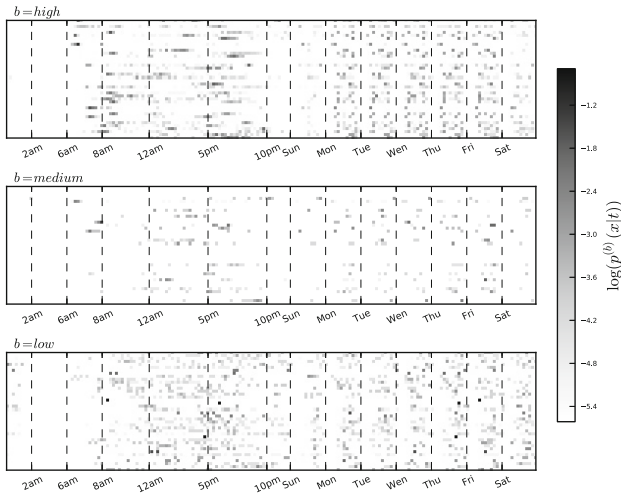 b=high
2am 6am 8am 12am 5pm 10pm Sun Mon Tue Wen Thu Fri Sat
b=medium
2am 6am 8am 12am 5pm 10pm Sun Mon Tue Wen Thu Fri Sat
b=low
2am 6am 8am 12am 5pm 10pm Sun Mon Tue Wen Thu Fri Sat
−1.2
−1.8
−2.4
−3.0
−3.6
−4.2
−4.8
−5.4
log(p^(b)(x|t))